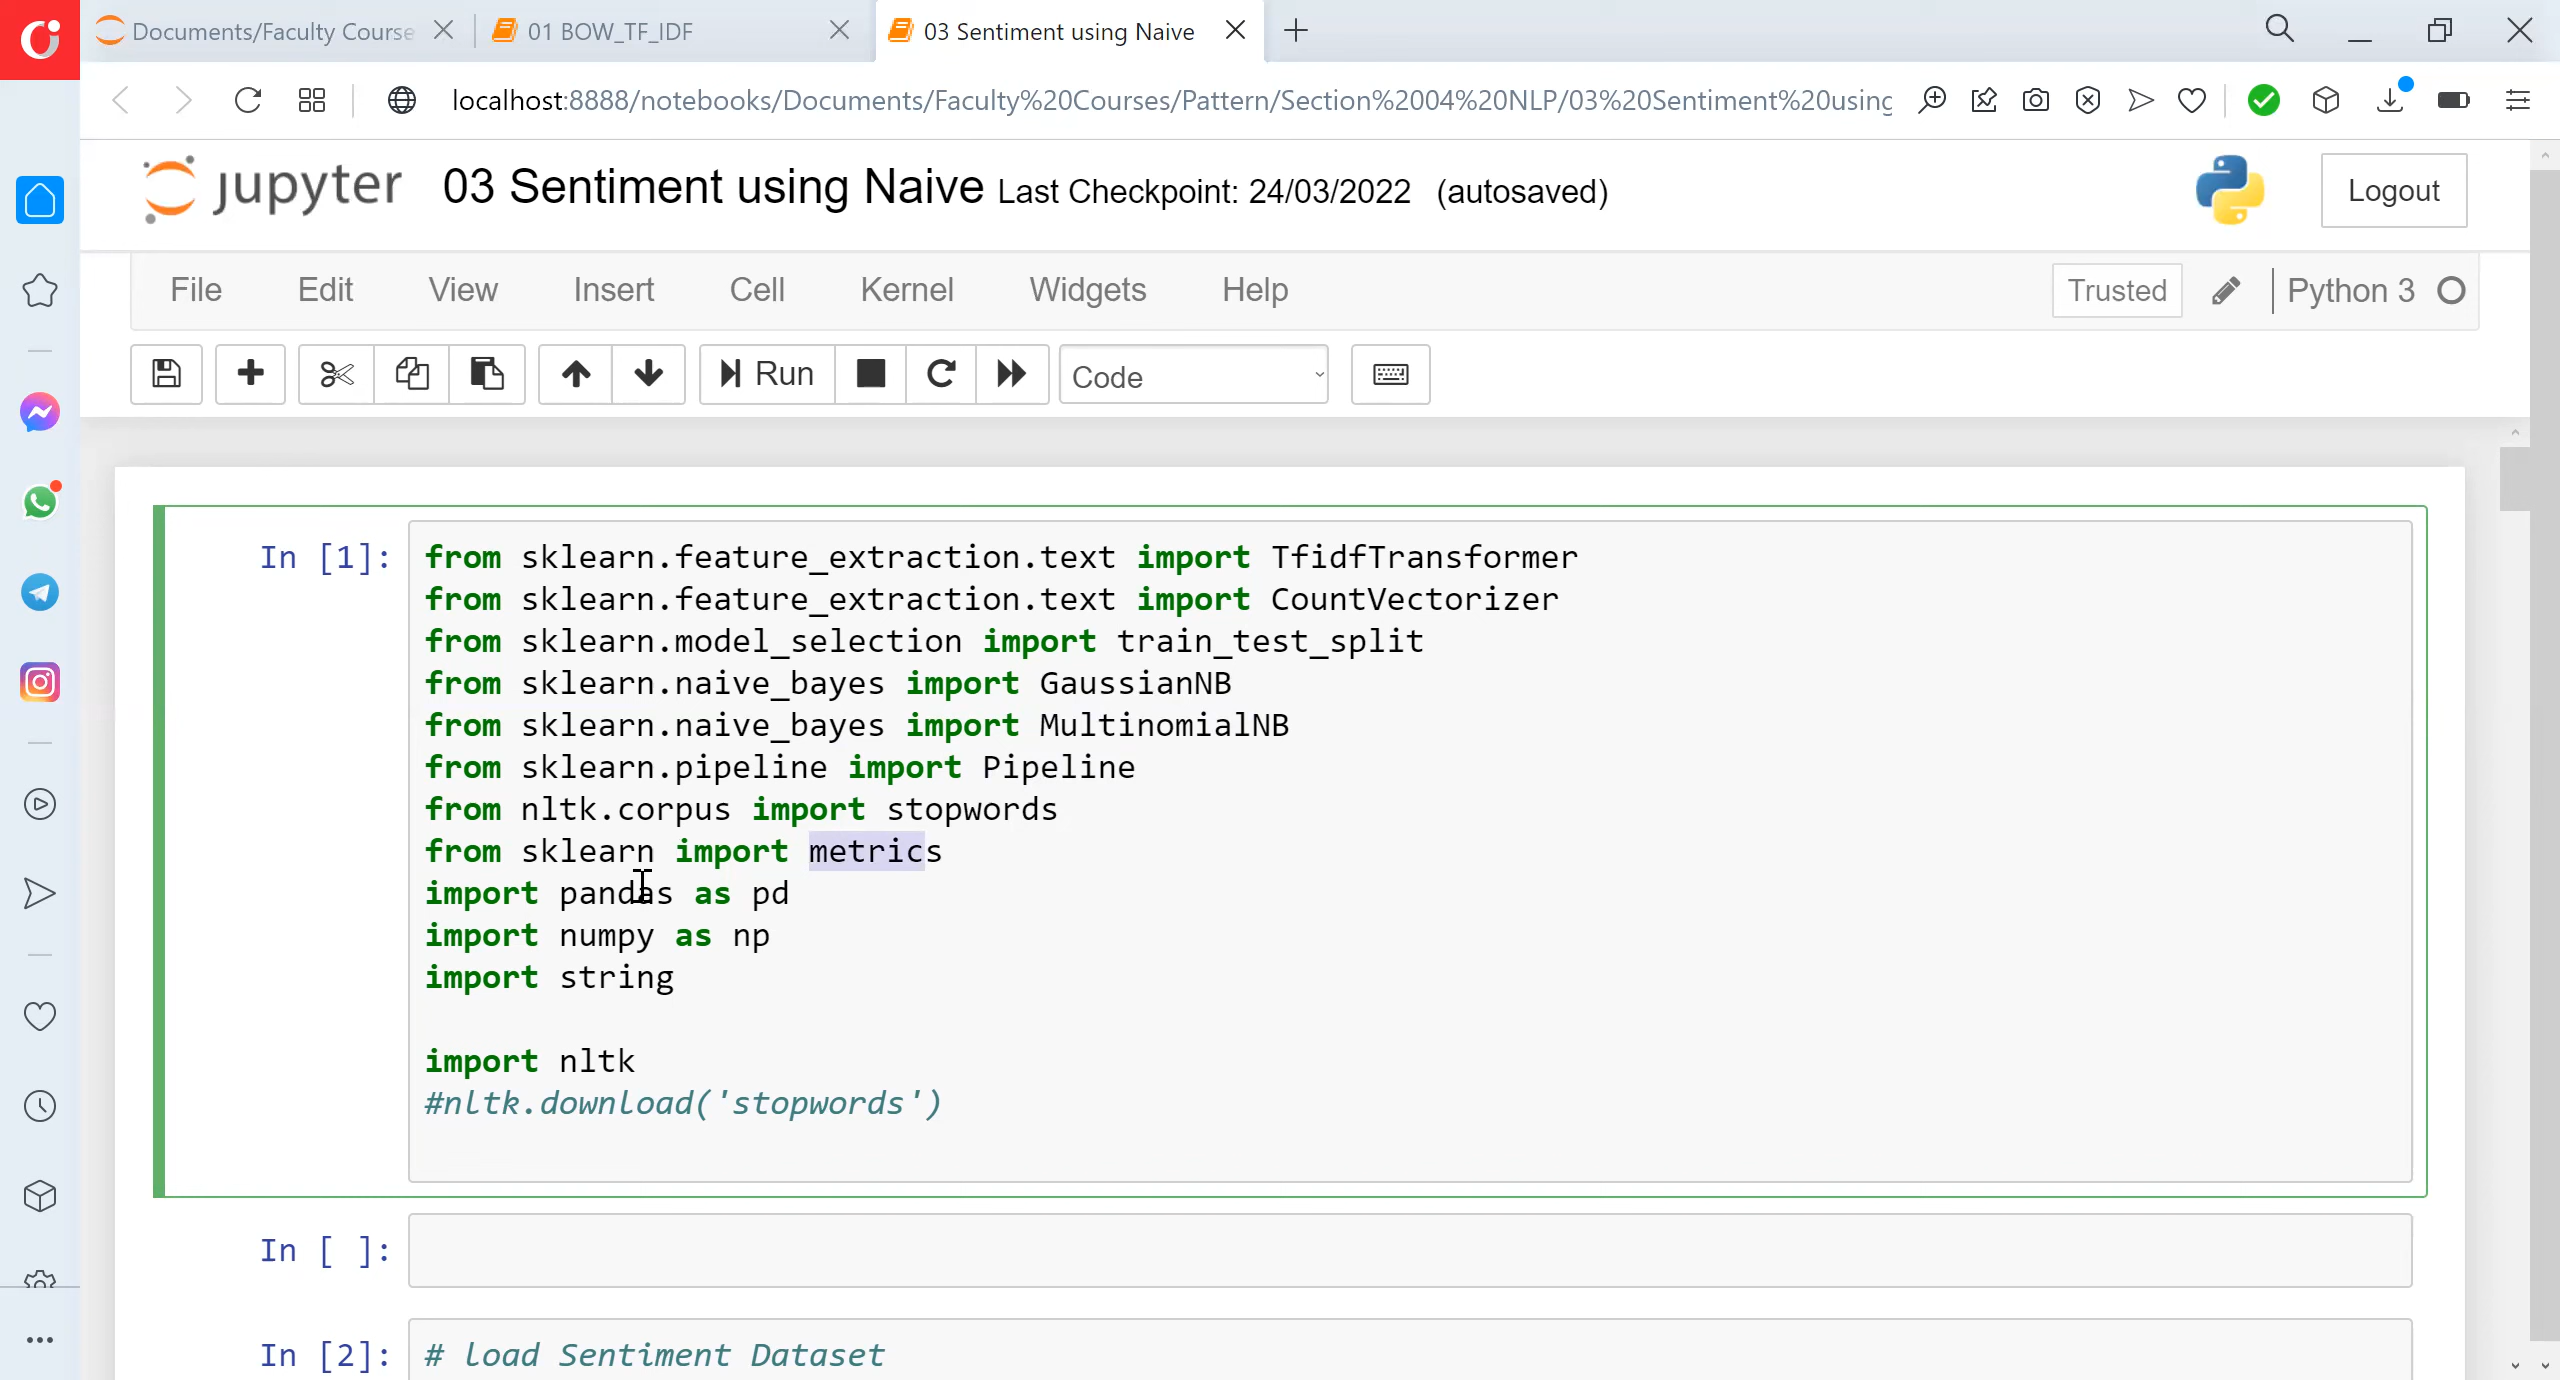 Documents/Faculty Course
01 BOW_TF_IDF
03 Sentiment using Naive
localhost:8888/notebooks/Documents/Faculty%20Courses/Pattern/Section%2004%20NLP/03%20Sentiment%20using
jupyter 03 Sentiment using Naive Last Checkpoint: 24/03/2022 (autosaved)
Logout
File Edit View Insert Cell Kernel Widgets Help Trusted Python 3
Run Code
In [1]:
from sklearn.feature_extraction.text import TfidfTransformer
from sklearn.feature_extraction.text import CountVectorizer
from sklearn.model_selection import train_test_split
from sklearn.naive_bayes import GaussianNB
from sklearn.naive_bayes import MultinomialNB
from sklearn.pipeline import Pipeline
from nltk.corpus import stopwords
from sklearn import metrics
import pandas as pd
import numpy as np
import string
import nltk
#nltk.download('stopwords')
In [ ]:
In [2]:
# load Sentiment Dataset